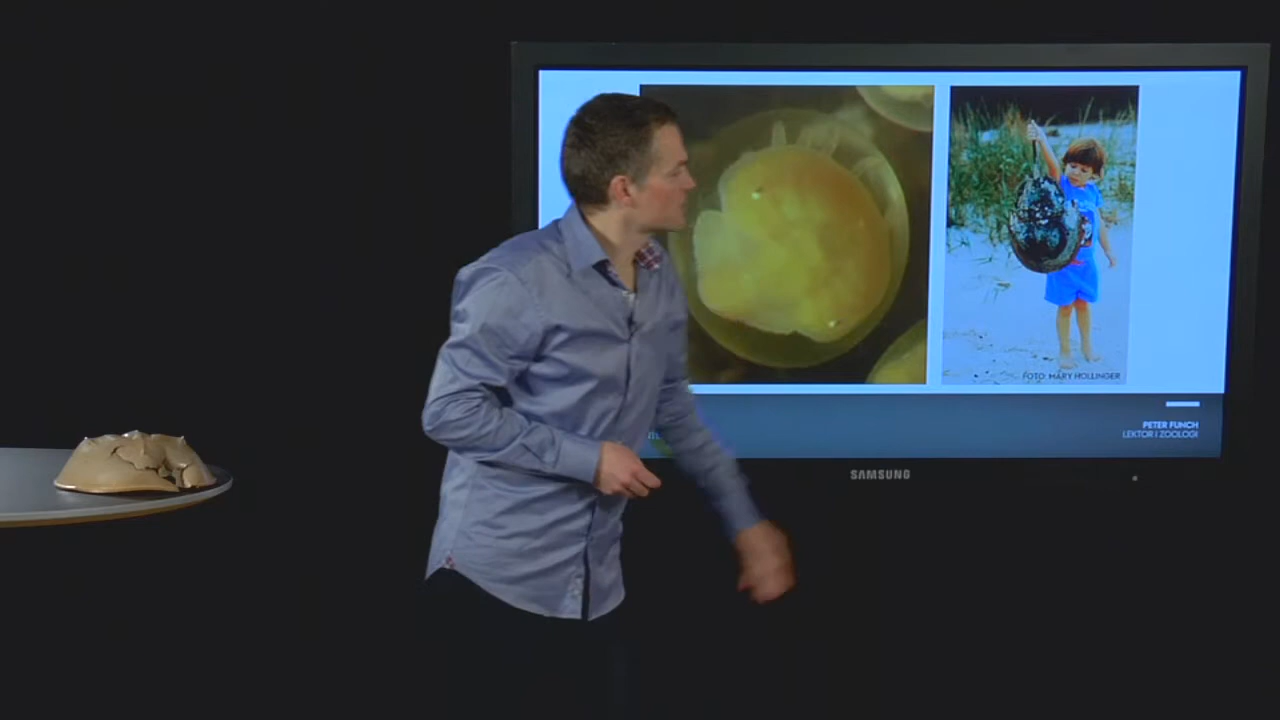 FOTO: MARY HOLLINGER
PETER FUNCH
LEKTOR I ZOOLOGI
SAMSUNG